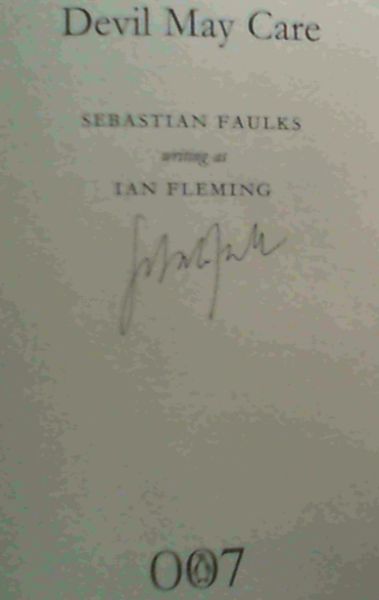 Devil May Care
SEBASTIAN FAULKS
writing as
IAN FLEMING
007